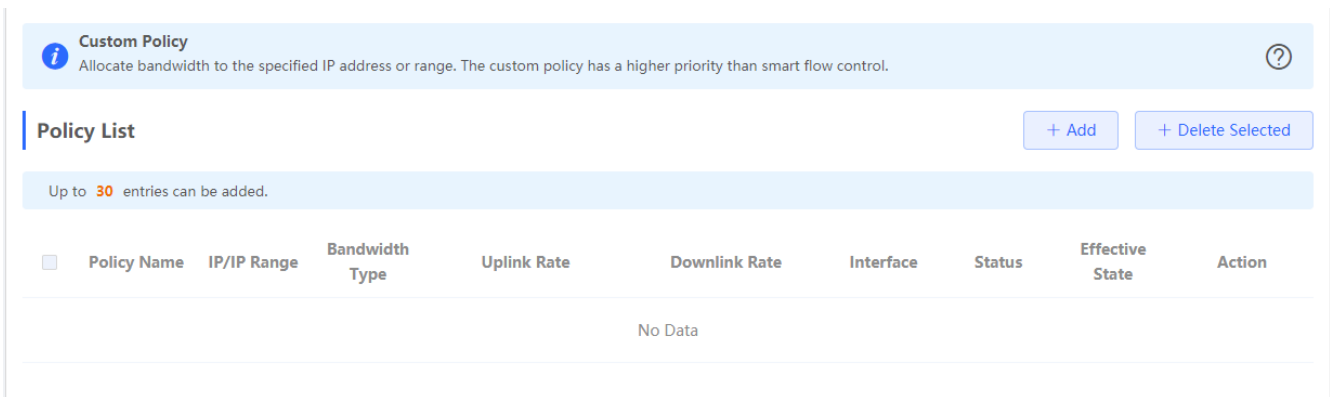 Custom Policy
Allocate bandwidth to the specified IP address or range. The custom policy has a higher priority than smart flow control.
Policy List
+ Add
+ Delete Selected
Up to 30 entries can be added.
Policy Name IP/IP Range Bandwidth Type Uplink Rate Downlink Rate Interface Status Effective State Action
No Data